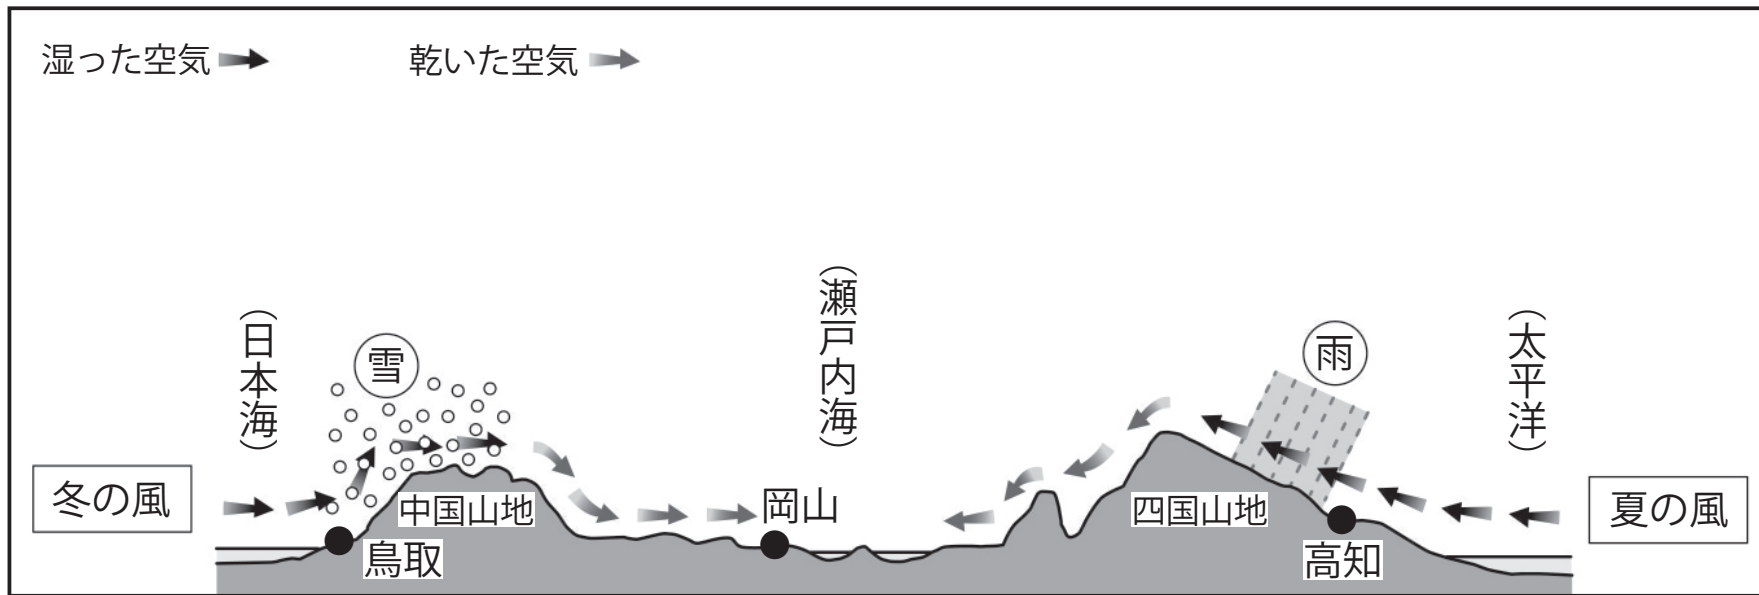 湿った空気
乾いた空気
（日本海）
雪
（瀬戸内海）
雨
（太平洋）
冬の風
中国山地
鳥取
岡山
四国山地
高知
夏の風